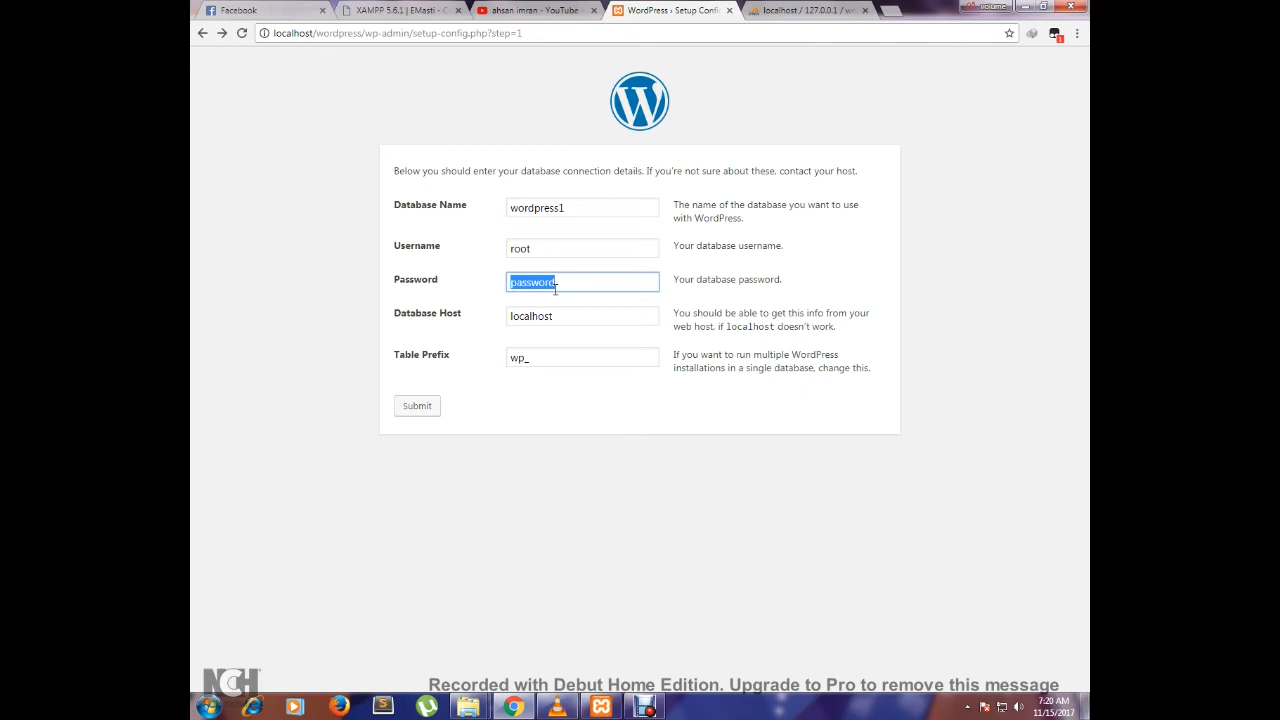 Facebook
XAMPP 5.6.1 | EMasti - C
ahsan imran - YouTube
WordPress › Setup Confi
localhost / 127.0.0.1 / w
volume
localhost/wordpress/wp-admin/setup-config.php?step=1
1
W
Below you should enter your database connection details. If you're not sure about these, contact your host.
Database Name
wordpress1
The name of the database you want to use
with WordPress.
Username
root
Your database username.
Password
password
Your database password.
Database Host
localhost
You should be able to get this info from your
web host, if localhost doesn't work.
Table Prefix
wp_
If you want to run multiple WordPress
installations in a single database, change this.
Submit
NCH
Recorded with Debut Home Edition. Upgrade to Pro to remove this message
7:20 AM
11/15/2017